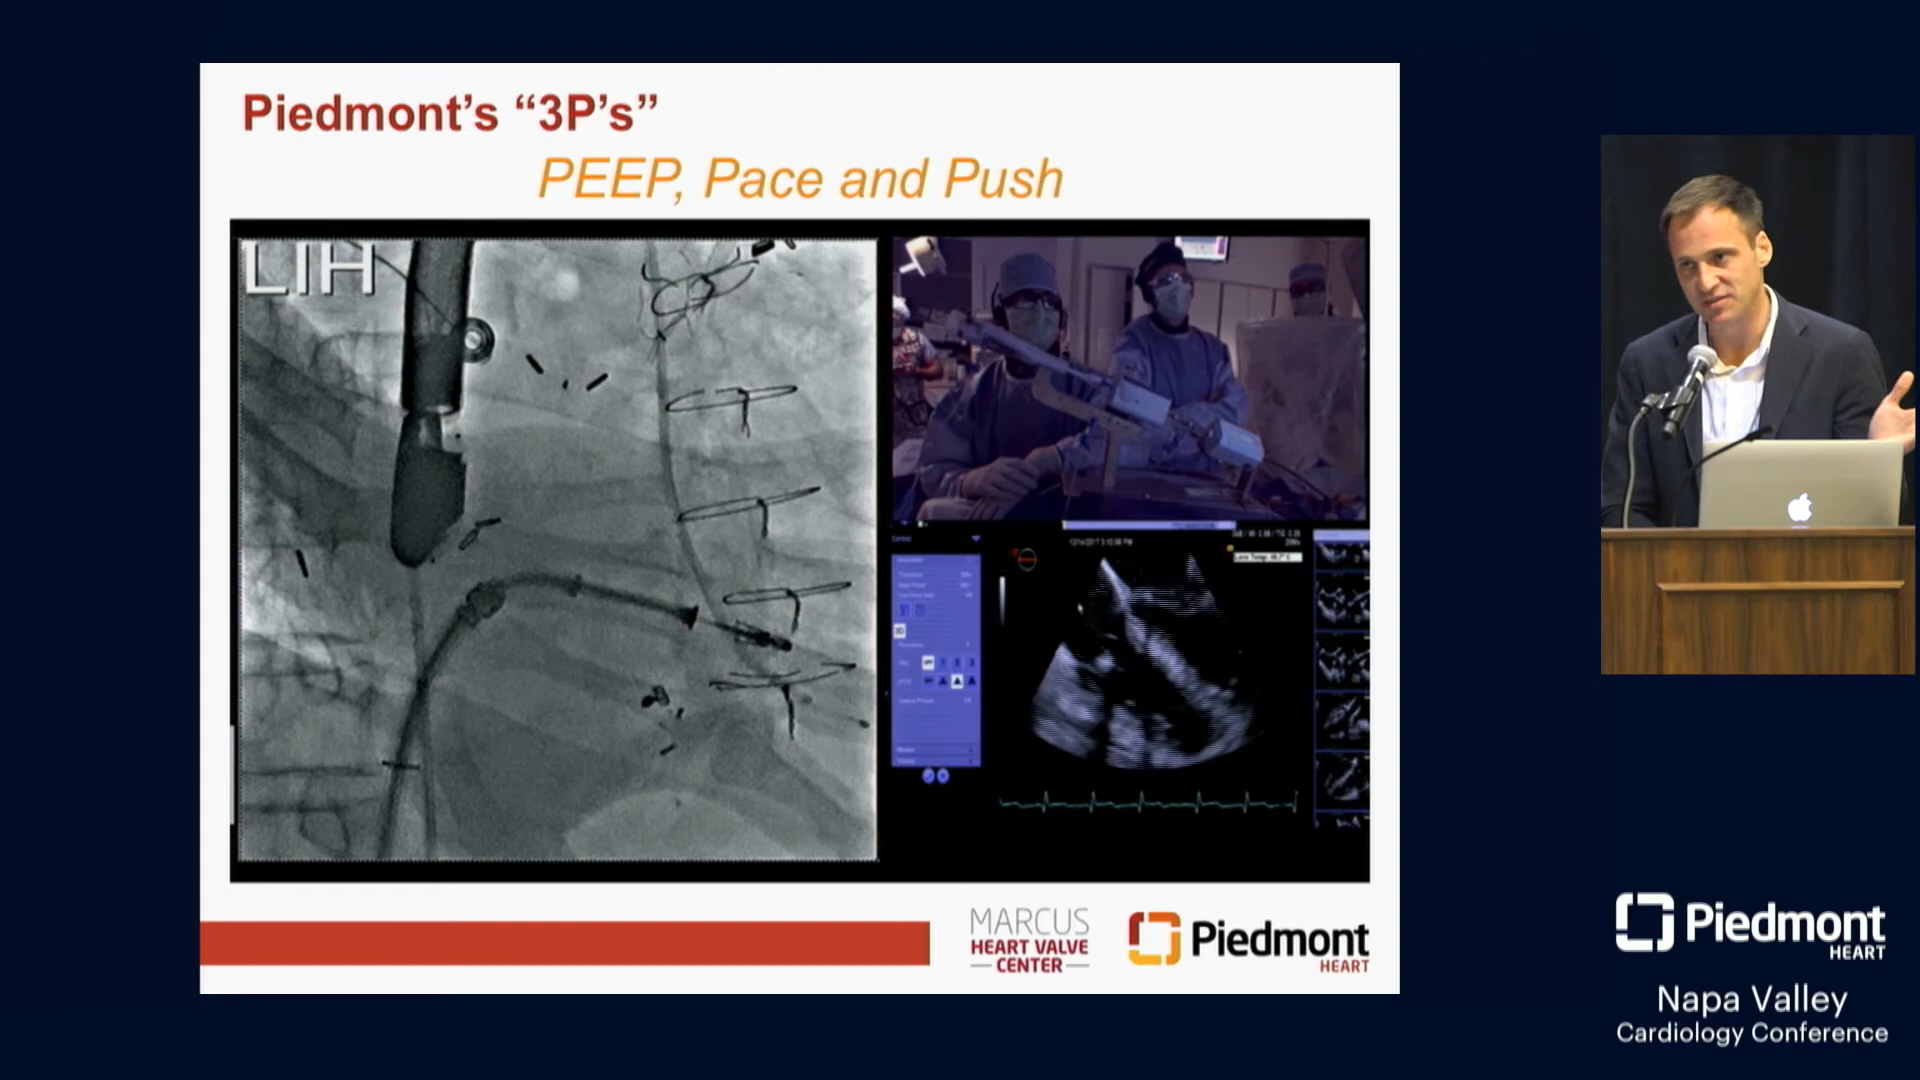 Piedmont's “3P's”
PEEP, Pace and Push
LIH
MARCUS
HEART VALVE
CENTER
Piedmont
HEART
Piedmont
HEART
Napa Valley
Cardiology Conference